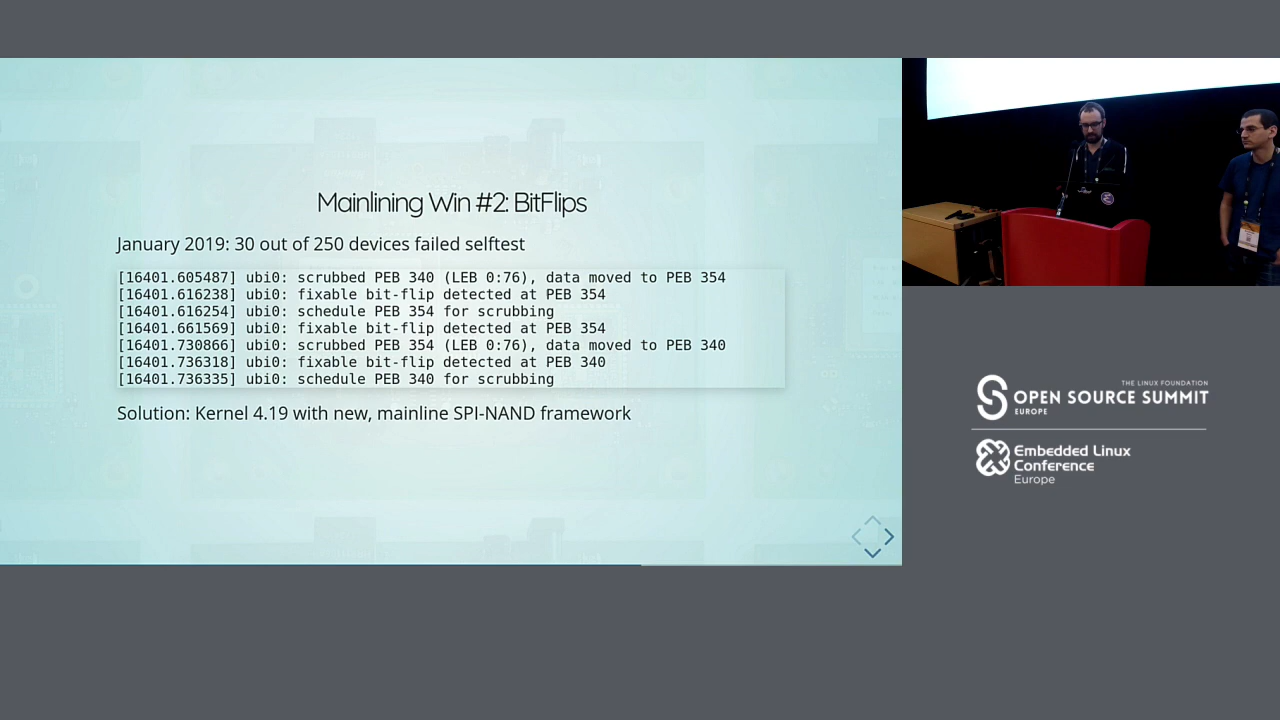 Mainlining Win #2: BitFlips
January 2019: 30 out of 250 devices failed selftest
[16401.605487] ubi0: scrubbed PEB 340 (LEB 0:76), data moved to PEB 354
[16401.616238] ubi0: fixable bit-flip detected at PEB 354
[16401.616254] ubi0: schedule PEB 354 for scrubbing
[16401.661569] ubi0: fixable bit-flip detected at PEB 354
[16401.730866] ubi0: scrubbed PEB 354 (LEB 0:76), data moved to PEB 340
[16401.736318] ubi0: fixable bit-flip detected at PEB 340
[16401.736335] ubi0: schedule PEB 340 for scrubbing
Solution: Kernel 4.19 with new, mainline SPI-NAND framework
THE LINUX FOUNDATION
OPEN SOURCE SUMMIT
EUROPE
Embedded Linux
Conference
Europe